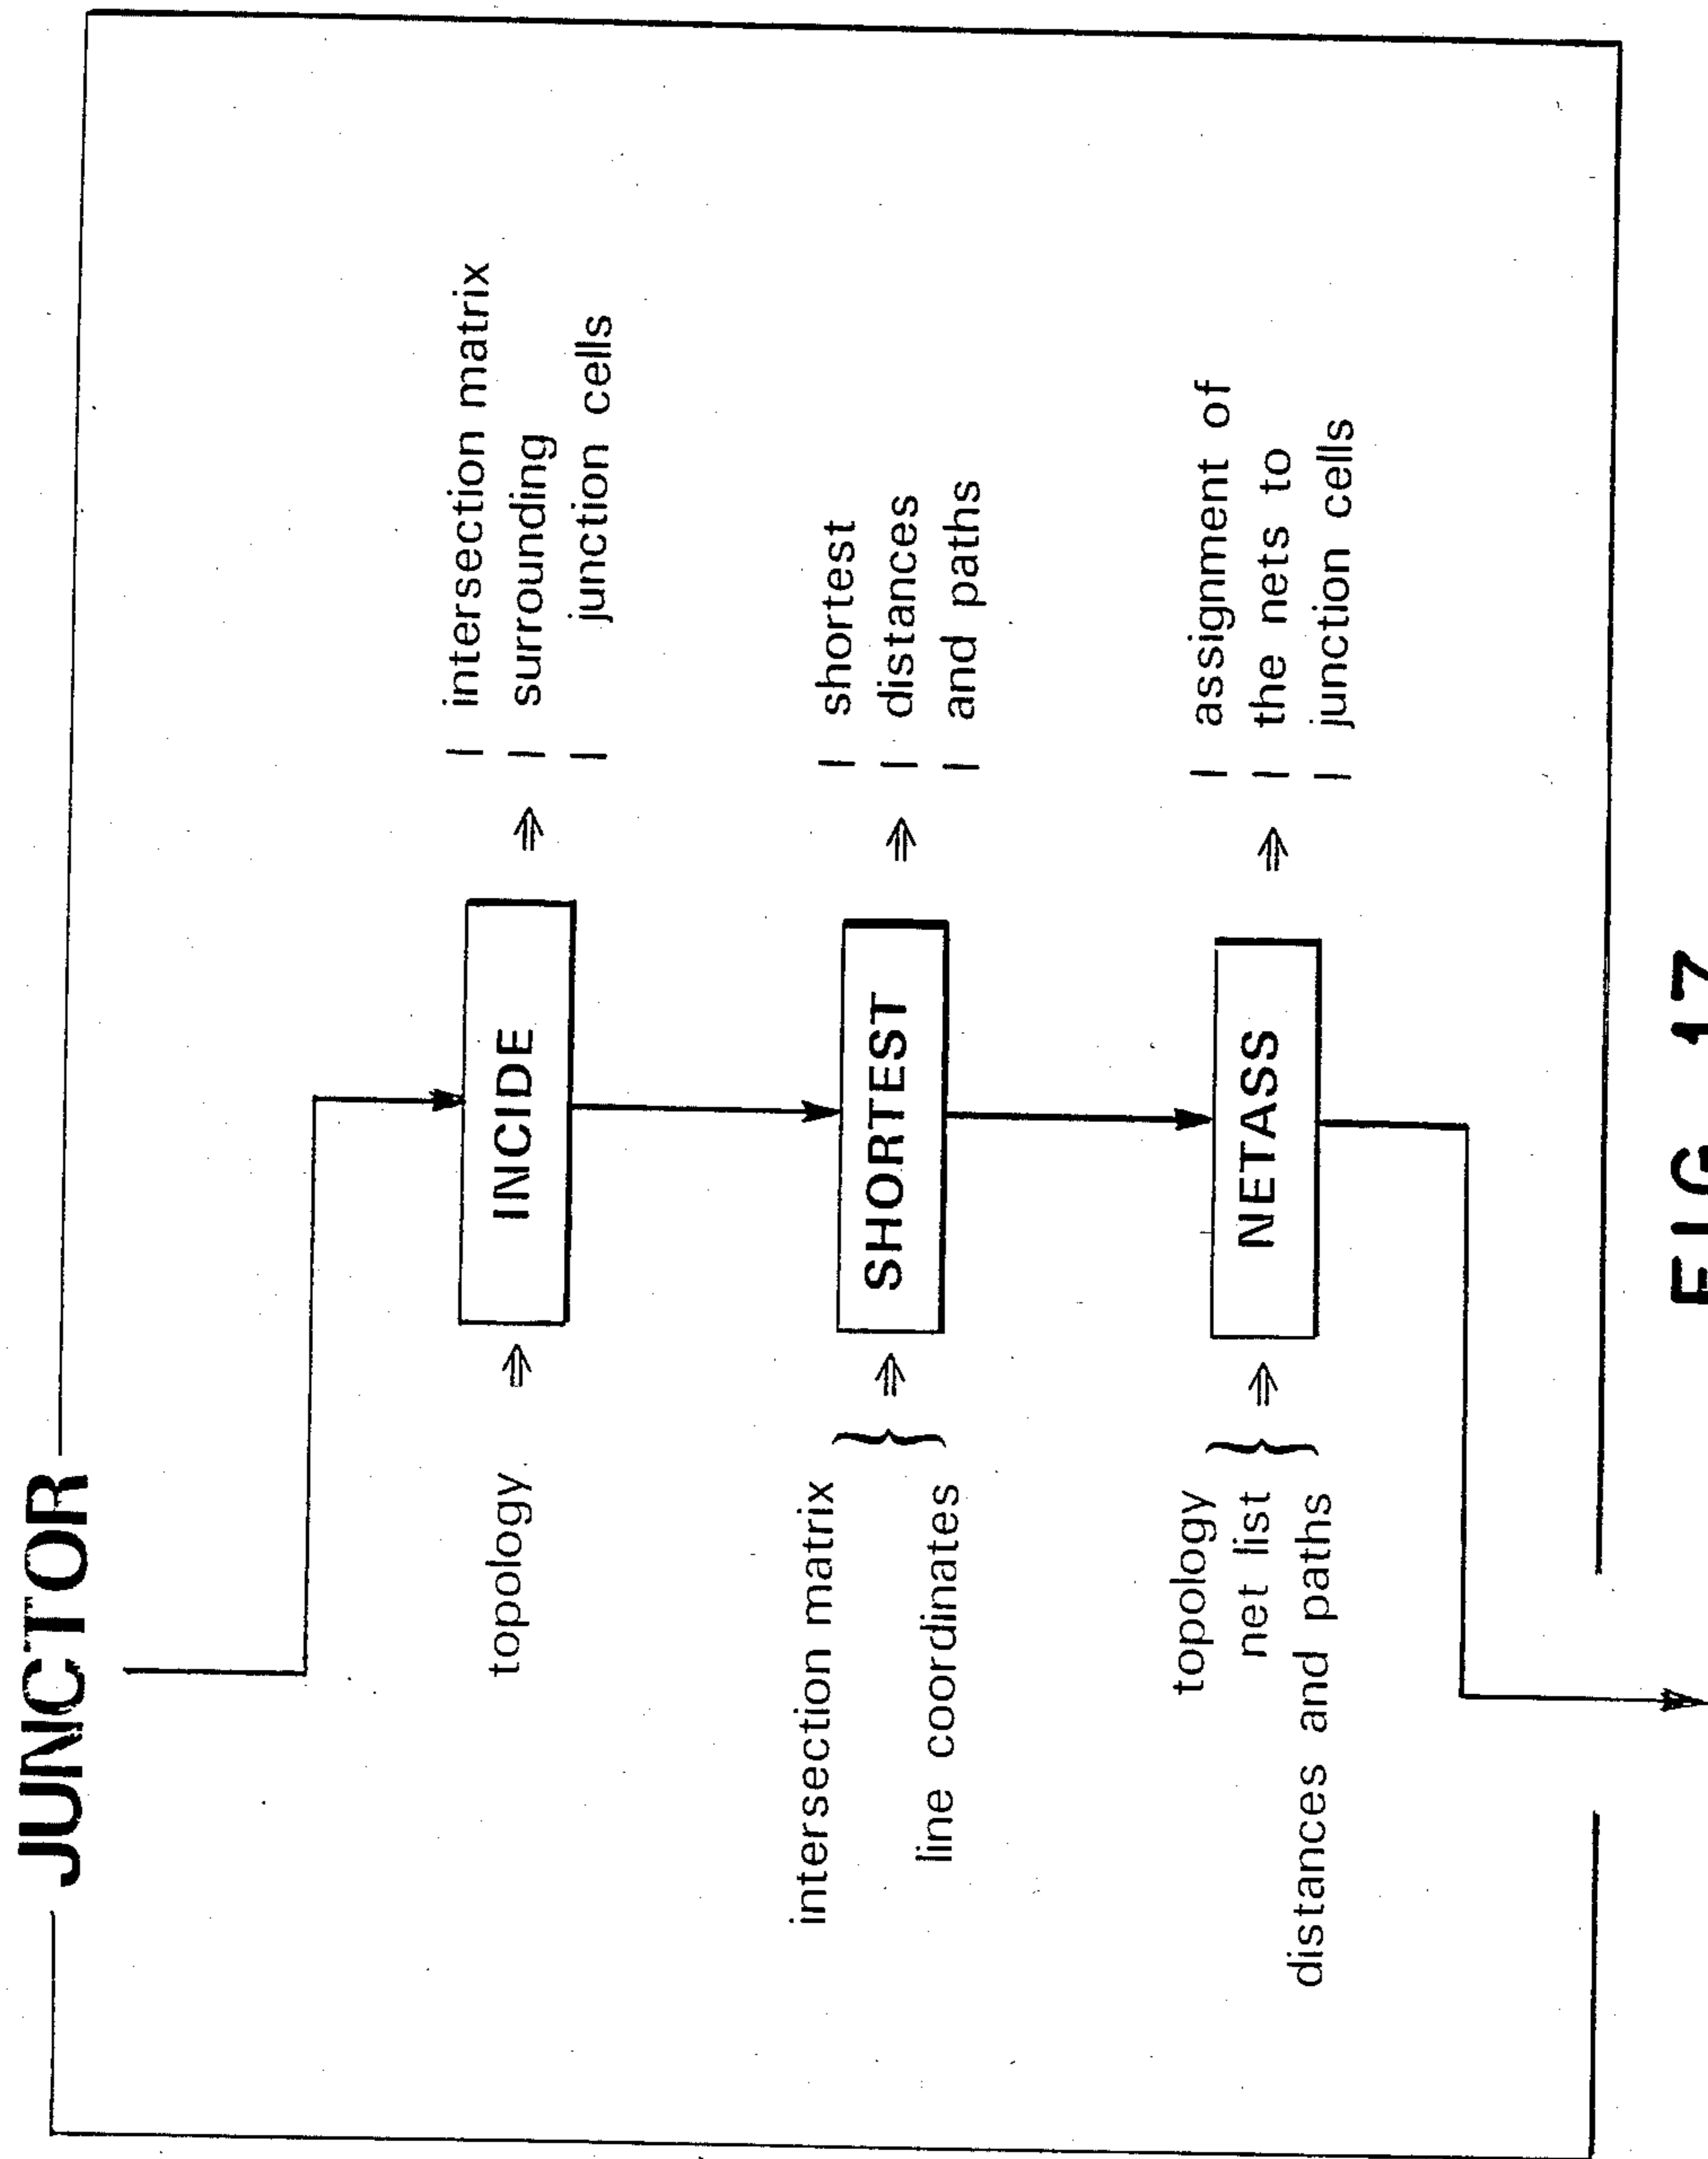 JUNCTOR
topology
INCIDE
intersection matrix
surrounding
junction cells
intersection matrix
line coordinates
SHORTEST
shortest
distances
and paths
topology
net list
distances and paths
NETASS
assignment of
the nets to
junction cells
FIG 17